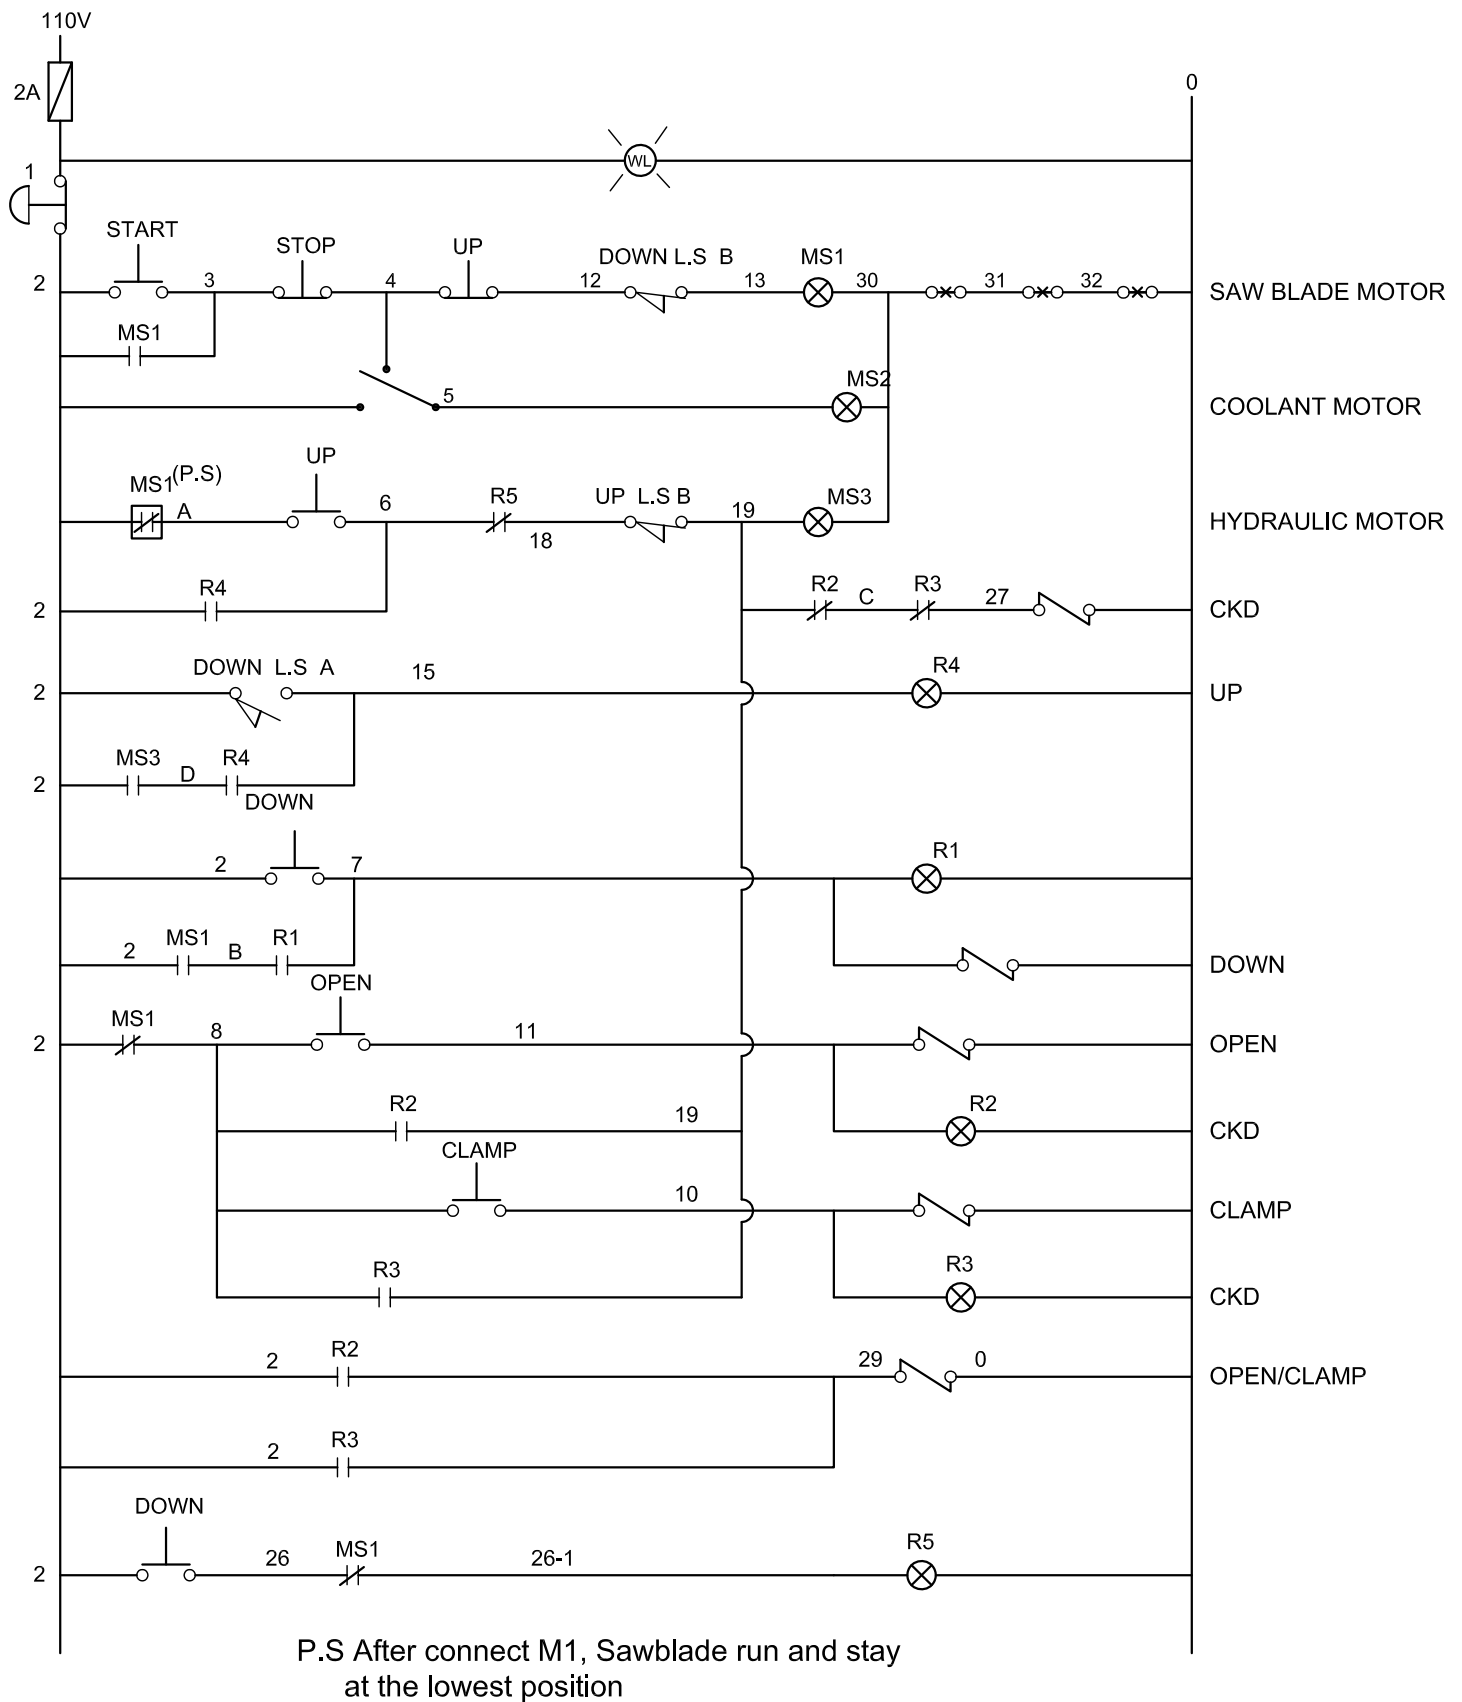 110V
2A
0
WL
1
START
STOP
UP
DOWN L.S B
MS1
2
3
4
12
13
30
31
32
SAW BLADE MOTOR
MS1
5
MS2
COOLANT MOTOR
MS1 (P.S)
A
UP
6
R5
18
UP L.S B
19
MS3
HYDRAULIC MOTOR
2
R4
R2
C
R3
27
CKD
2
DOWN L.S A
15
R4
UP
2
MS3
D
R4
DOWN
2
7
R1
2
MS1
B
R1
DOWN
OPEN
2
MS1
8
11
OPEN
R2
19
R2
CKD
CLAMP
10
CLAMP
R3
R3
CKD
2
R2
29
0
OPEN/CLAMP
2
R3
DOWN
2
26
MS1
26-1
R5
P.S After connect M1, Sawblade run and stay
at the lowest position